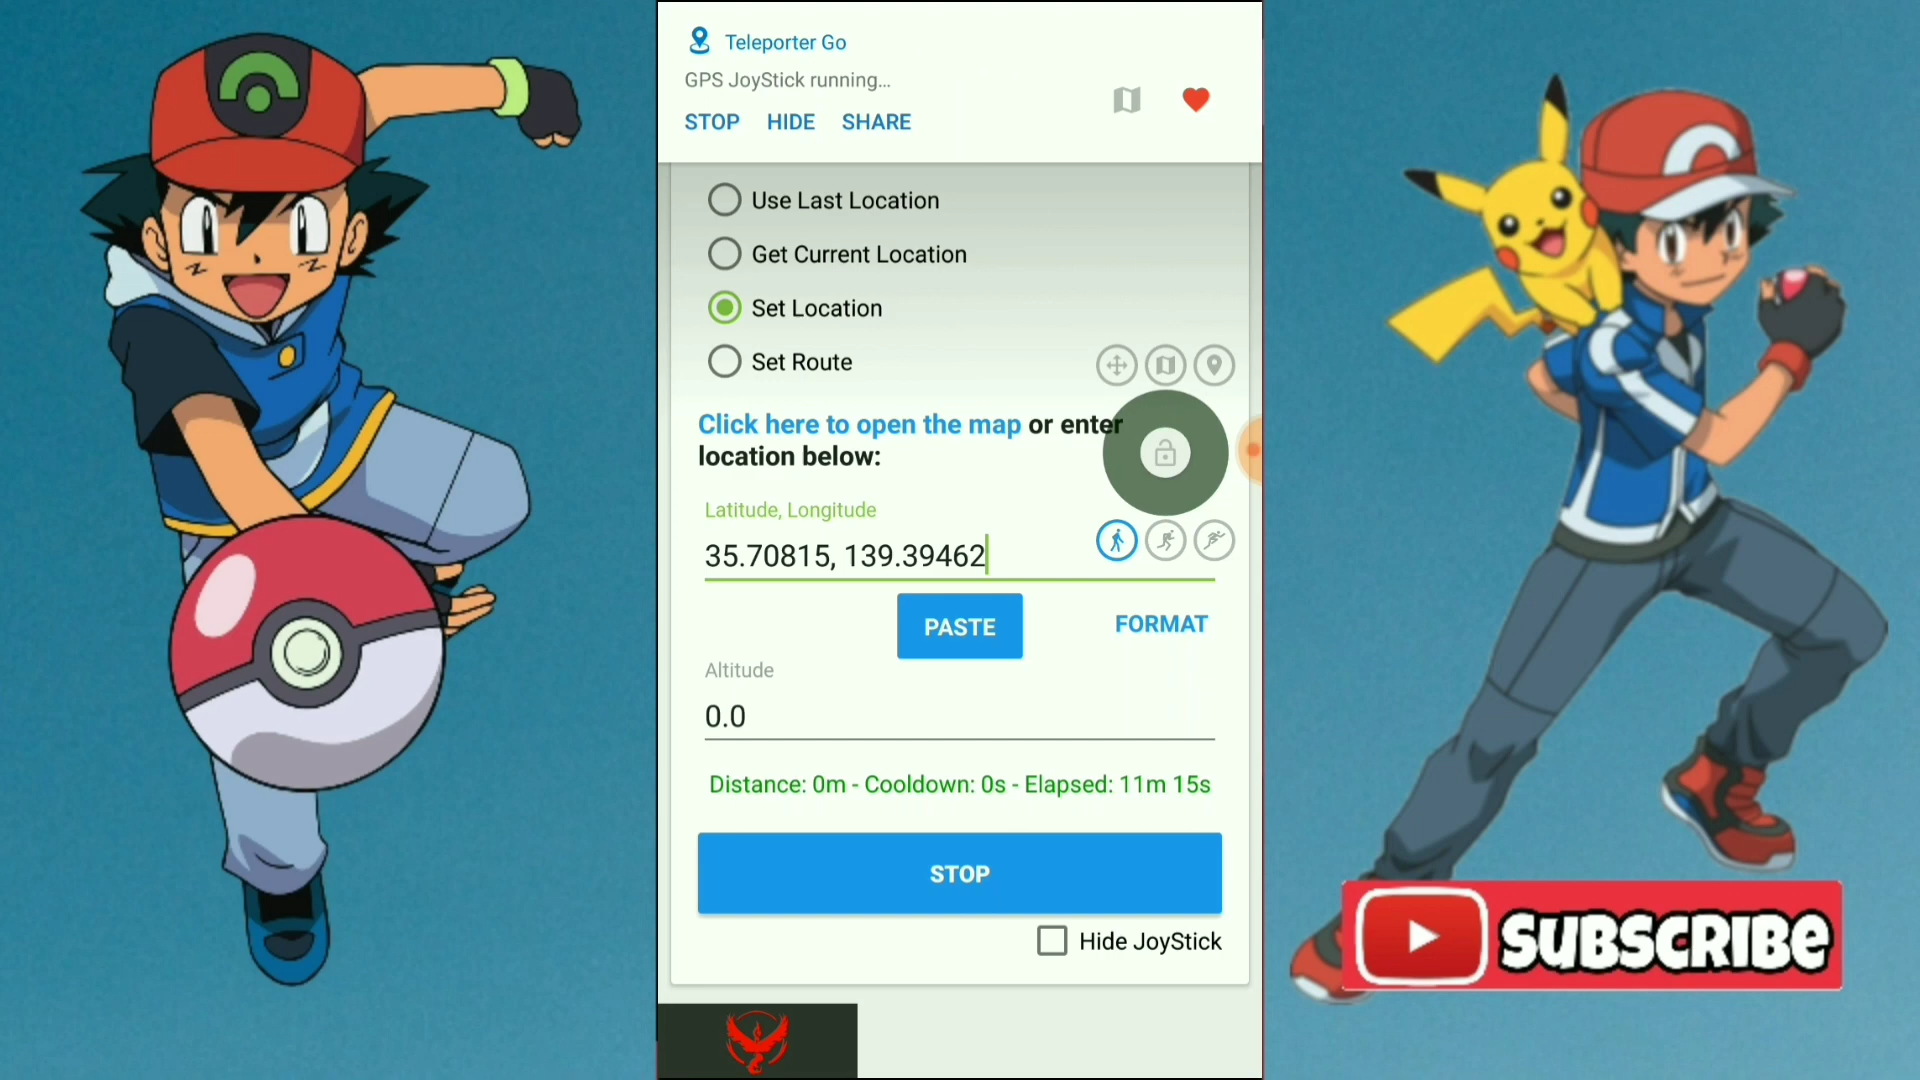 Teleporter Go
GPS JoyStick running...
STOP HIDE SHARE
Use Last Location
Get Current Location
Set Location
Set Route
Click here to open the map or enter
location below:
Latitude, Longitude
35.70815, 139.39462
PASTE
FORMAT
Altitude
0.0
Distance: 0m - Cooldown: 0s - Elapsed: 11m 15s
STOP
Hide JoyStick
SUBSCRIBe